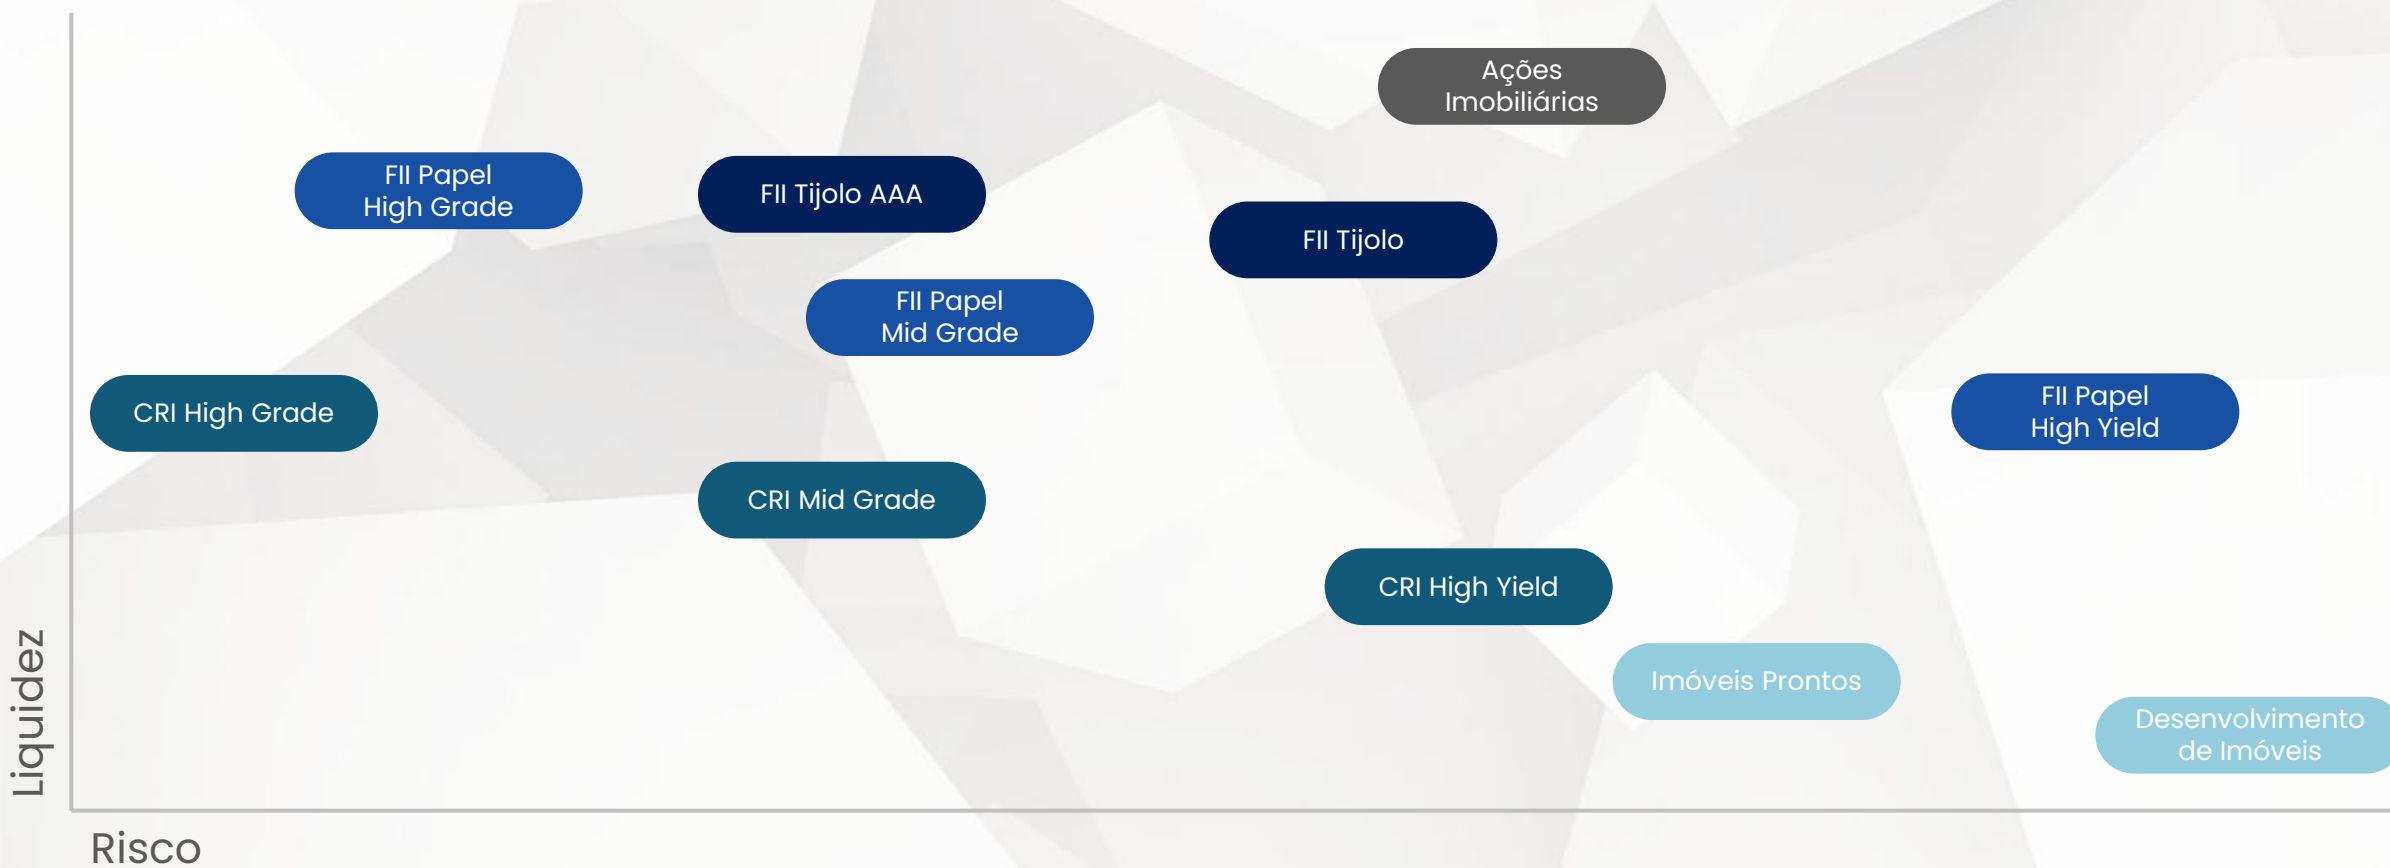 Ações
Imobiliárias
FII Papel
High Grade
FII Tijolo AAA
FII Tijolo
FII Papel
Mid Grade
CRI High Grade
FII Papel
High Yield
CRI Mid Grade
CRI High Yield
Imóveis Prontos
Desenvolvimento
de Imóveis
Liquidez
Risco